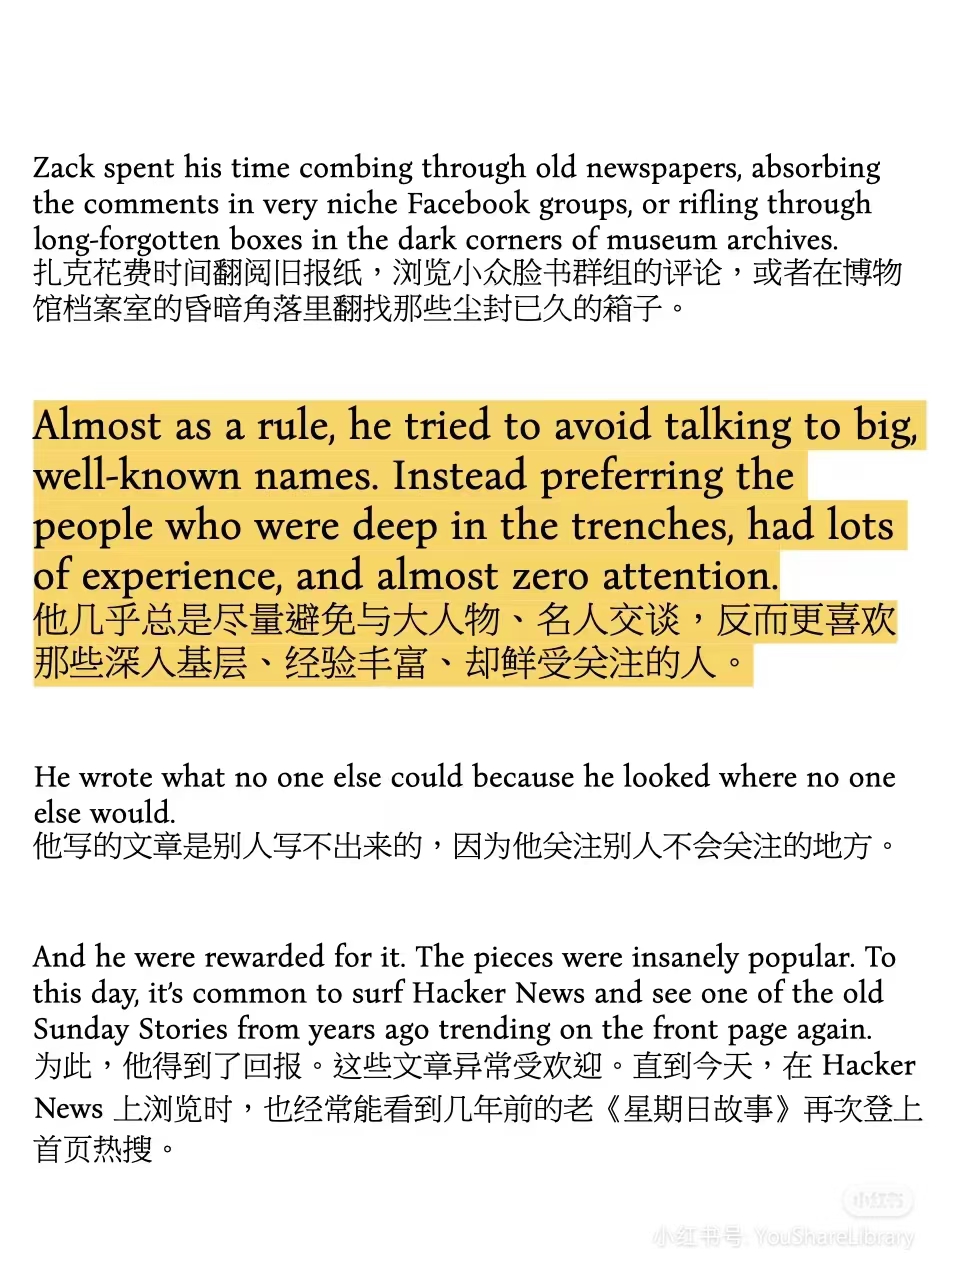 Zack spent his time combing through old newspapers, absorbing
the comments in very niche Facebook groups, or rifling through
long-forgotten boxes in the dark corners of museum archives.
扎克花费时间翻阅旧报纸，浏览小众脸书群组的评论，或者在博物
馆档案室的昏暗角落里翻找那些尘封已久的箱子。
Almost as a rule, he tried to avoid talking to big,
well-known names. Instead preferring the
people who were deep in the trenches, had lots
of experience, and almost zero attention.
他几乎总是尽量避免与大人物、名人交谈，反而更喜欢
那些深入基层、经验丰富、却鲜受关注的人。
He wrote what no one else could because he looked where no one
else would.
他写的文章是别人写不出来的，因为他关注别人不会关注的地方。
And he were rewarded for it. The pieces were insanely popular. To
this day, it's common to surf Hacker News and see one of the old
Sunday Stories from years ago trending on the front page again.
为此，他得到了回报。这些文章异常受欢迎。直到今天，在 Hacker
News 上浏览时，也经常能看到几年前的老《星期日故事》再次登上
首页热搜。
小红书
小红书号: YouShareLibrary